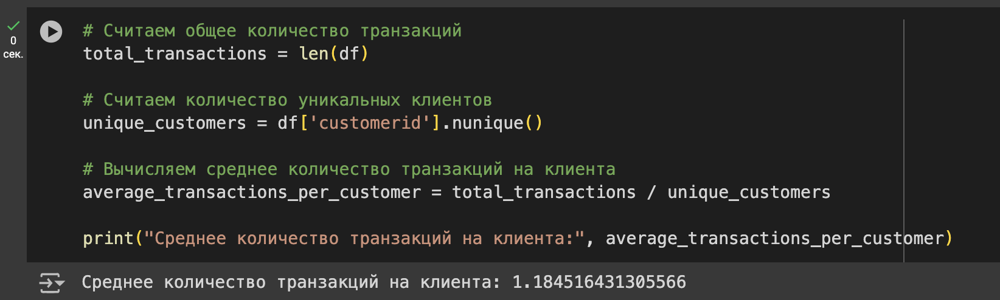 # Считаем общее количество транзакций
0
сек.
total_transactions = len(df)
# Считаем количество уникальных клиентов
unique_customers = df['customerid'].nunique()
# Вычисляем среднее количество транзакций на клиента
average_transactions_per_customer = total_transactions / unique_customers
print("Среднее количество транзакций на клиента:", average_transactions_per_customer)
Среднее количество транзакций на клиента: 1.184516431305566